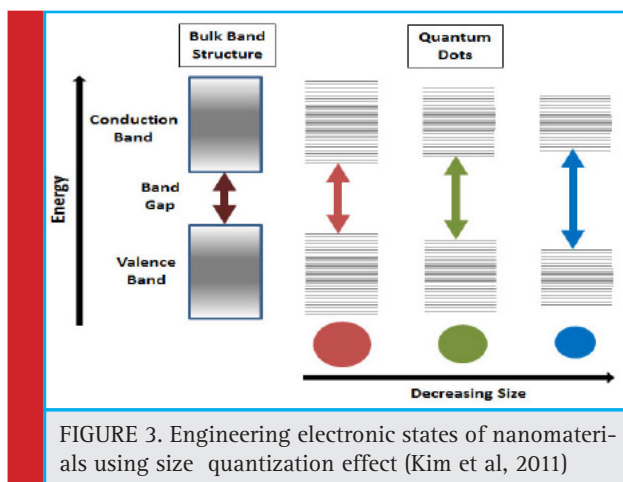 Bulk Band
Structure
Quantum
Dots
Conduction
Band
Band
Gap
Energy
Valence
Band
Decreasing Size
FIGURE 3. Engineering electronic states of nanomateri-
als using size quantization effect (Kim et al, 2011)